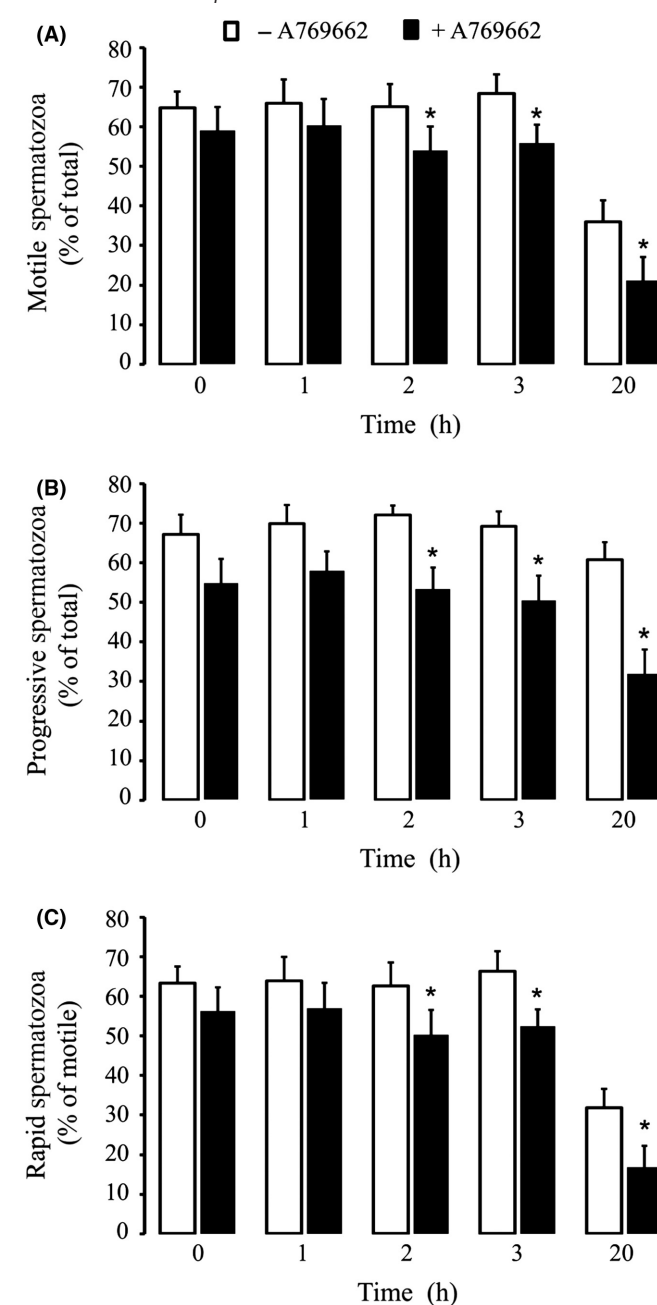 (A)
– A769662
+ A769662
Motile spermatozoa
(% of total)
80
70
60
50
40
30
20
10
0
* * *
0 1 2 3 20
Time (h)
(B)
Progressive spermatozoa
(% of total)
80
70
60
50
40
30
20
10
0
* * *
0 1 2 3 20
Time (h)
(C)
Rapid spermatozoa
(% of motile)
80
70
60
50
40
30
20
10
0
* * *
0 1 2 3 20
Time (h)